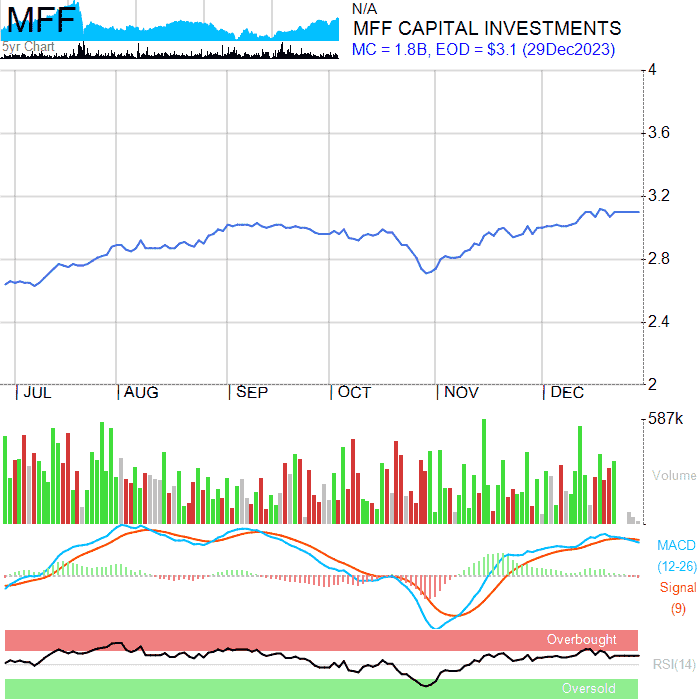 MFF
5yr Chart
N/A
MFF CAPITAL INVESTMENTS
MC = 1.8B, EOD = $3.1 (29Dec2023)
4
3.6
3.2
2.8
2.4
2
JUL AUG SEP OCT NOV DEC
587k
Volume
MACD
(12-26)
Signal
(9)
Overbought
RSI(14)
Oversold